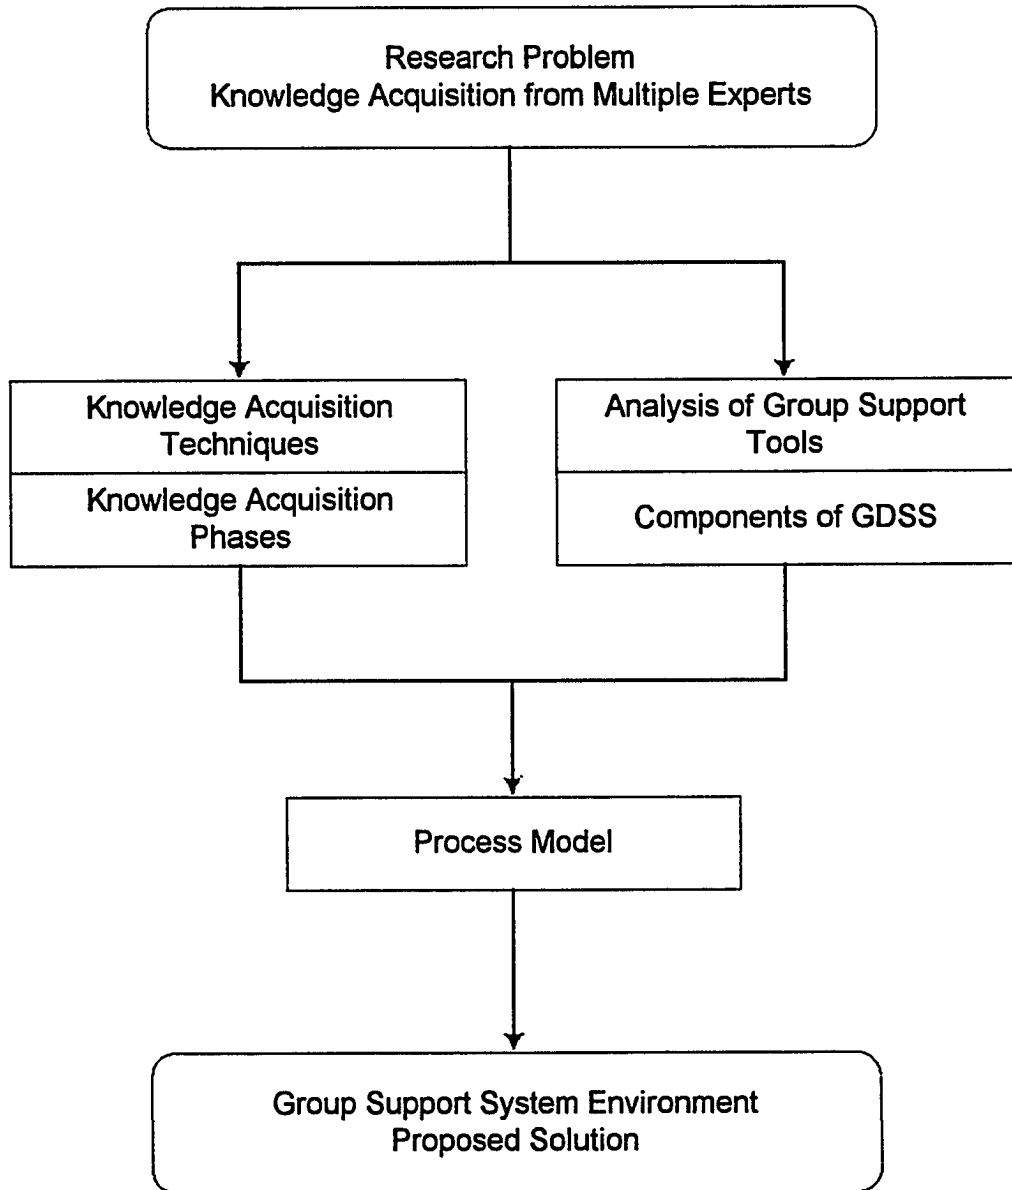 Research Problem
Knowledge Acquisition from Multiple Experts
Knowledge Acquisition
Techniques
Knowledge Acquisition
Phases
Analysis of Group Support
Tools
Components of GDSS
Process Model
Group Support System Environment
Proposed Solution